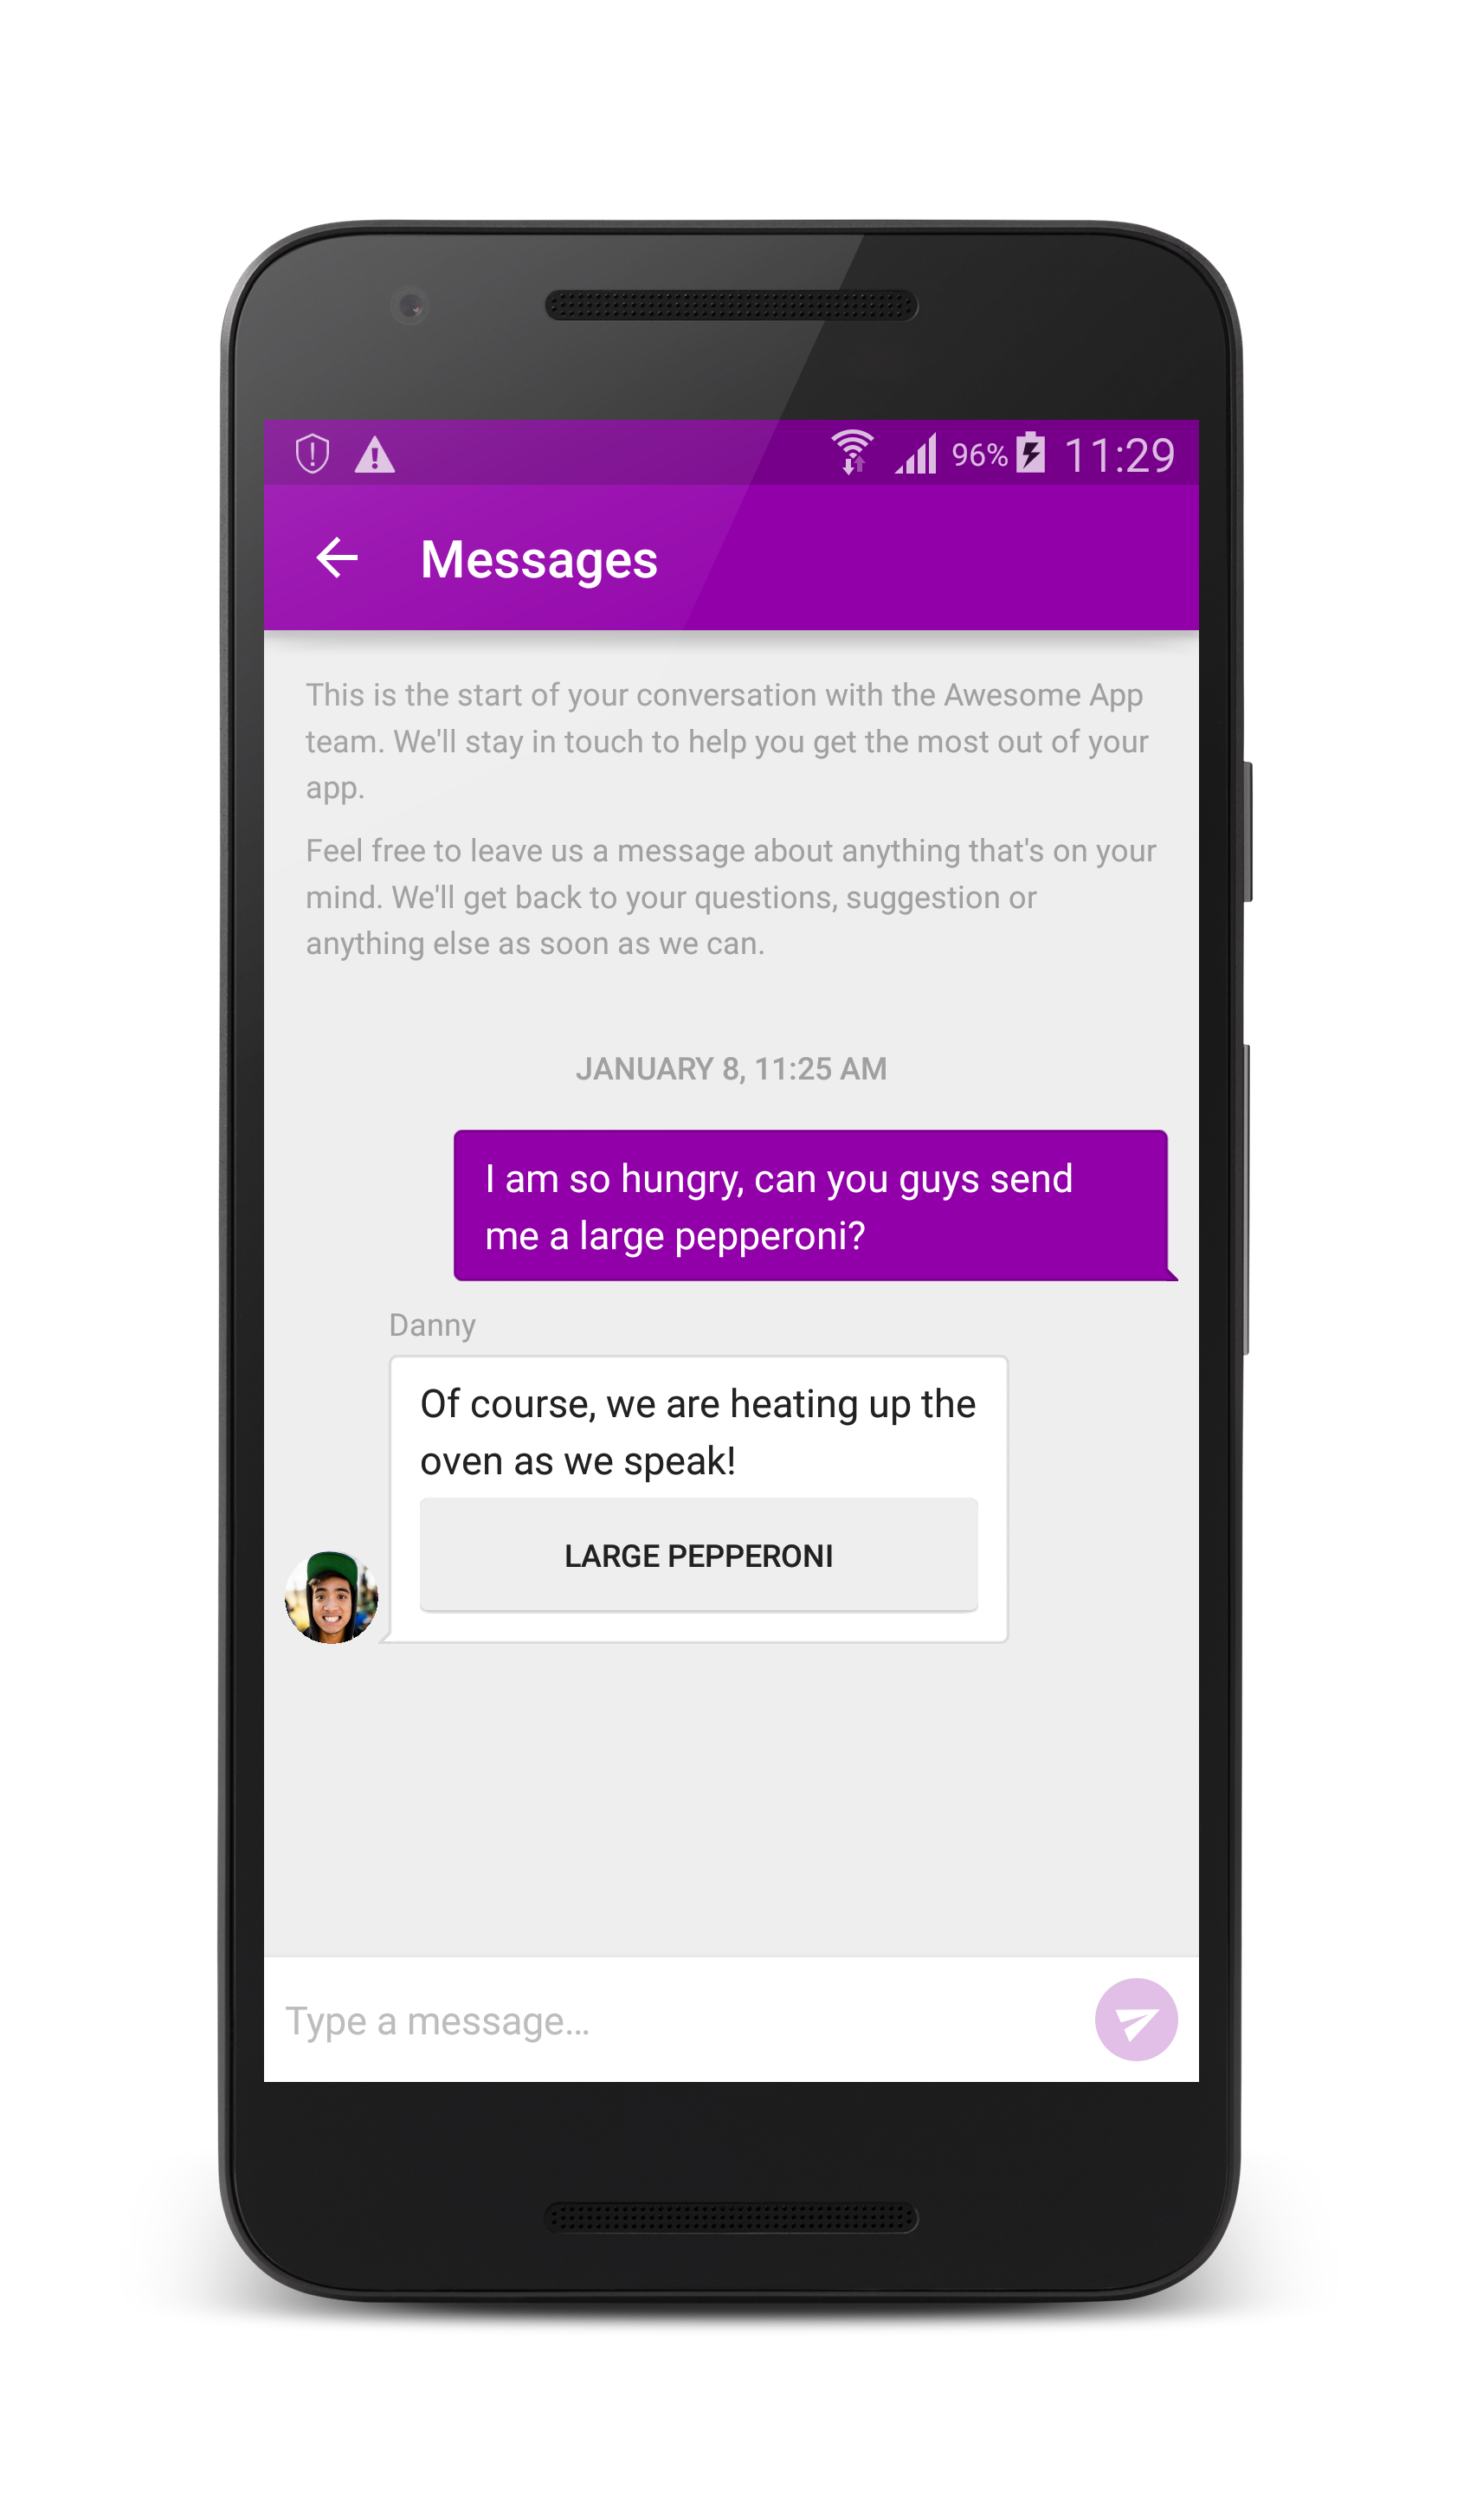 96% 11:29
Messages
This is the start of your conversation with the Awesome App
team. We'll stay in touch to help you get the most out of your
app.
Feel free to leave us a message about anything that's on your
mind. We'll get back to your questions, suggestion or
anything else as soon as we can.
JANUARY 8, 11:25 AM
I am so hungry, can you guys send
me a large pepperoni?
Danny
Of course, we are heating up the
oven as we speak!
LARGE PEPPERONI
Type a message...